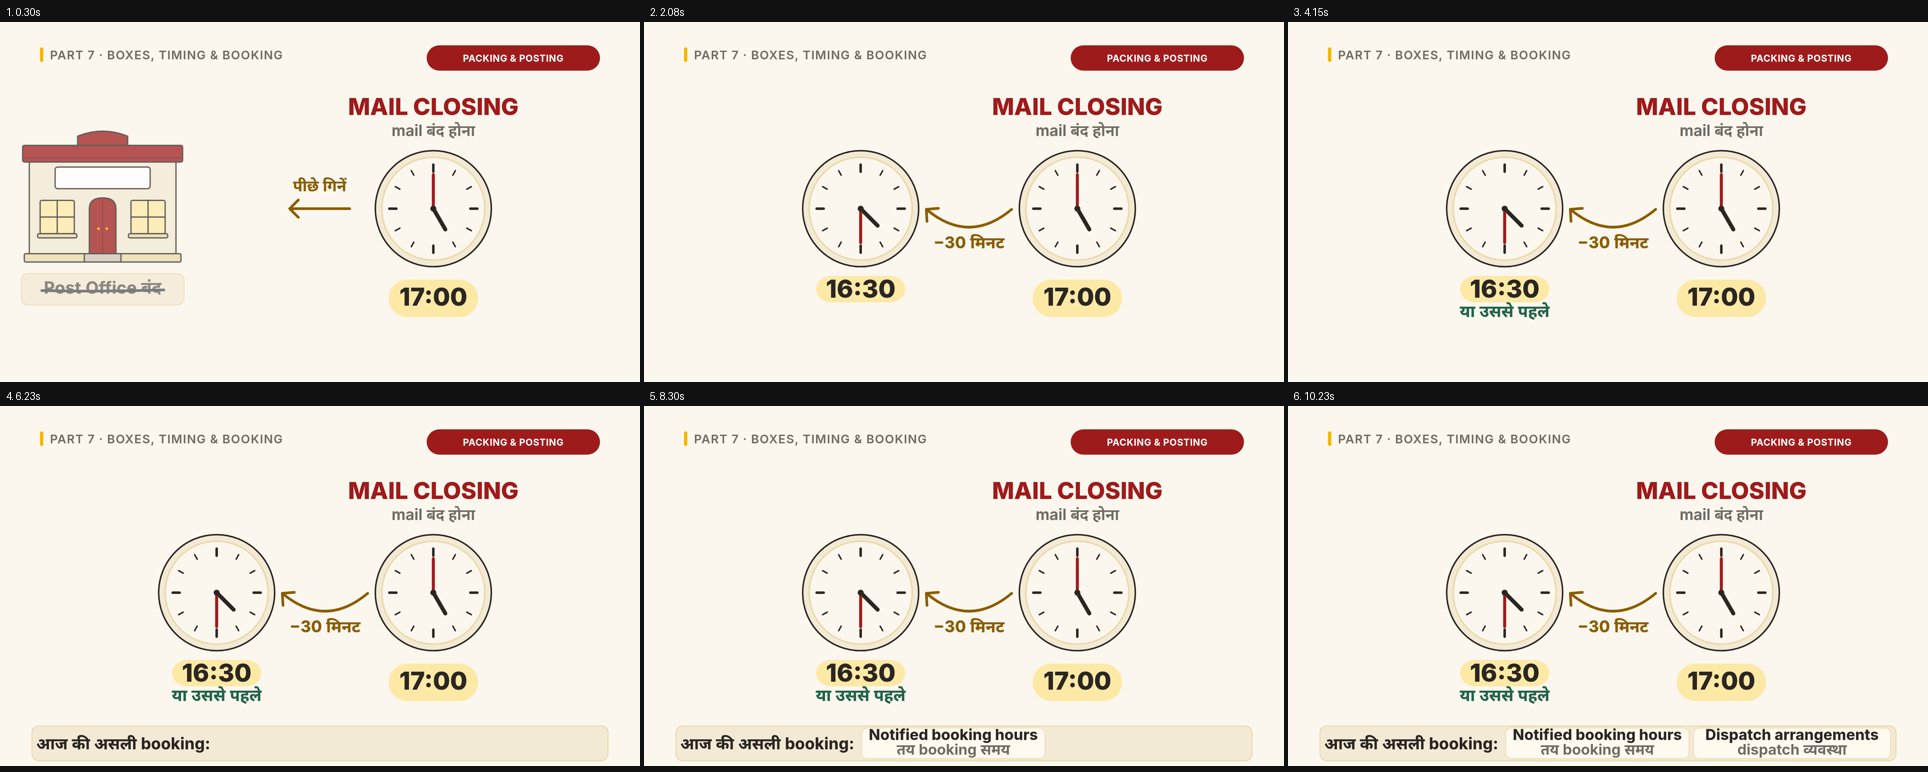 1. 0.30s
PART 7 · BOXES, TIMING & BOOKING
PACKING & POSTING
MAIL CLOSING
mail बंद होना
पीछे गिनें
Post Office बंद
17:00
2. 2.08s
PART 7 · BOXES, TIMING & BOOKING
PACKING & POSTING
MAIL CLOSING
mail बंद होना
−30 मिनट
16:30
17:00
3. 4.15s
PART 7 · BOXES, TIMING & BOOKING
PACKING & POSTING
MAIL CLOSING
mail बंद होना
−30 मिनट
16:30
या उससे पहले
17:00
4. 6.23s
PART 7 · BOXES, TIMING & BOOKING
PACKING & POSTING
MAIL CLOSING
mail बंद होना
−30 मिनट
16:30
या उससे पहले
17:00
आज की असली booking:
5. 8.30s
PART 7 · BOXES, TIMING & BOOKING
PACKING & POSTING
MAIL CLOSING
mail बंद होना
−30 मिनट
16:30
या उससे पहले
17:00
आज की असली booking:
Notified booking hours
तय booking समय
6. 10.23s
PART 7 · BOXES, TIMING & BOOKING
PACKING & POSTING
MAIL CLOSING
mail बंद होना
−30 मिनट
16:30
या उससे पहले
17:00
आज की असली booking:
Notified booking hours
तय booking समय
Dispatch arrangements
dispatch व्यवस्था